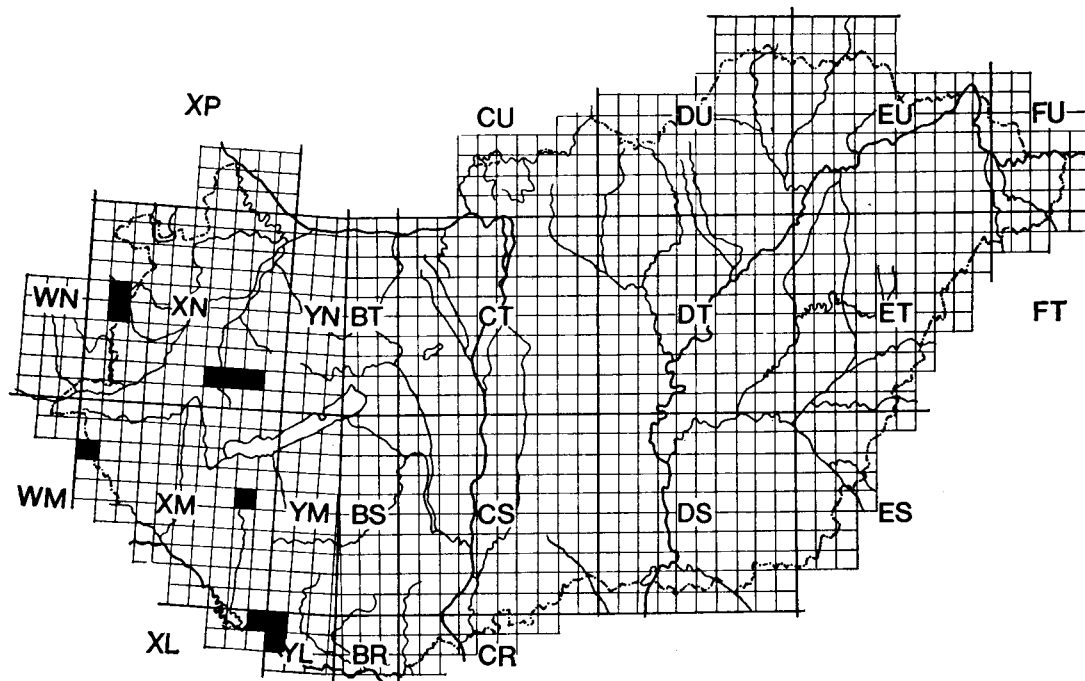 XP CU DU EU FU
WN XN YN BT CT DT ET FT
WM XM YM BS CS DS ES
XL YL BR CR